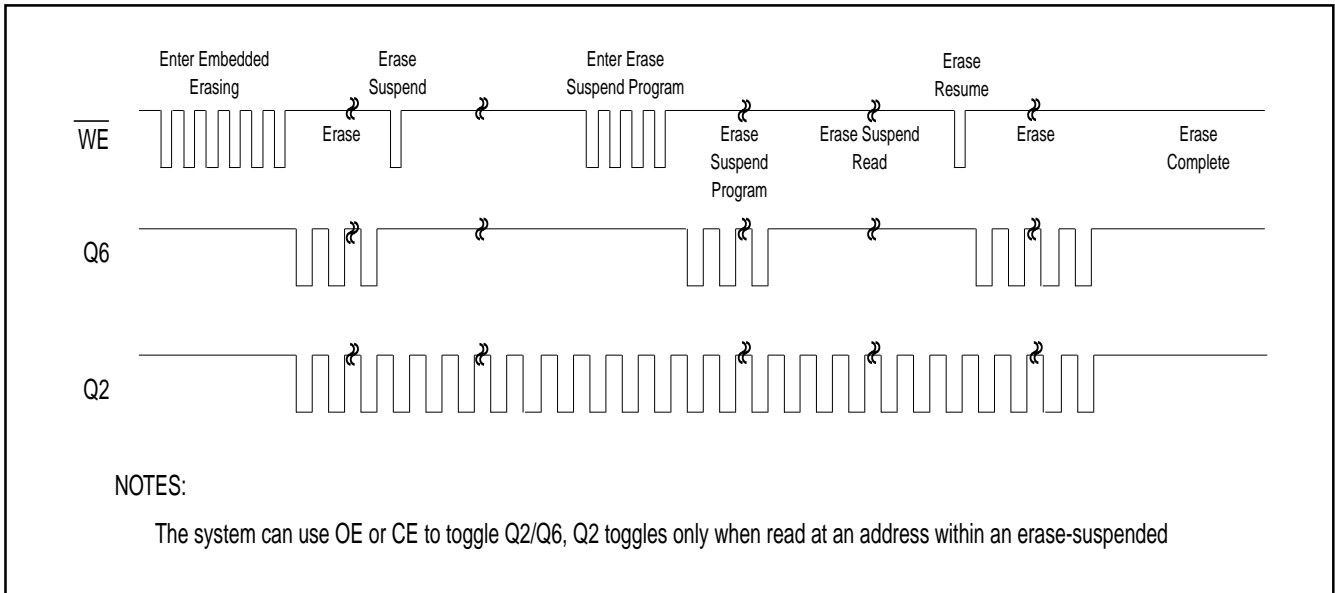 Enter Embedded
Erasing
Erase
Suspend
Enter Erase
Suspend Program
Erase
Resume
WE
Erase
Erase
Suspend
Program
Erase Suspend
Read
Erase
Erase
Complete
Q6
Q2
NOTES:
The system can use OE or CE to toggle Q2/Q6, Q2 toggles only when read at an address within an erase-suspended